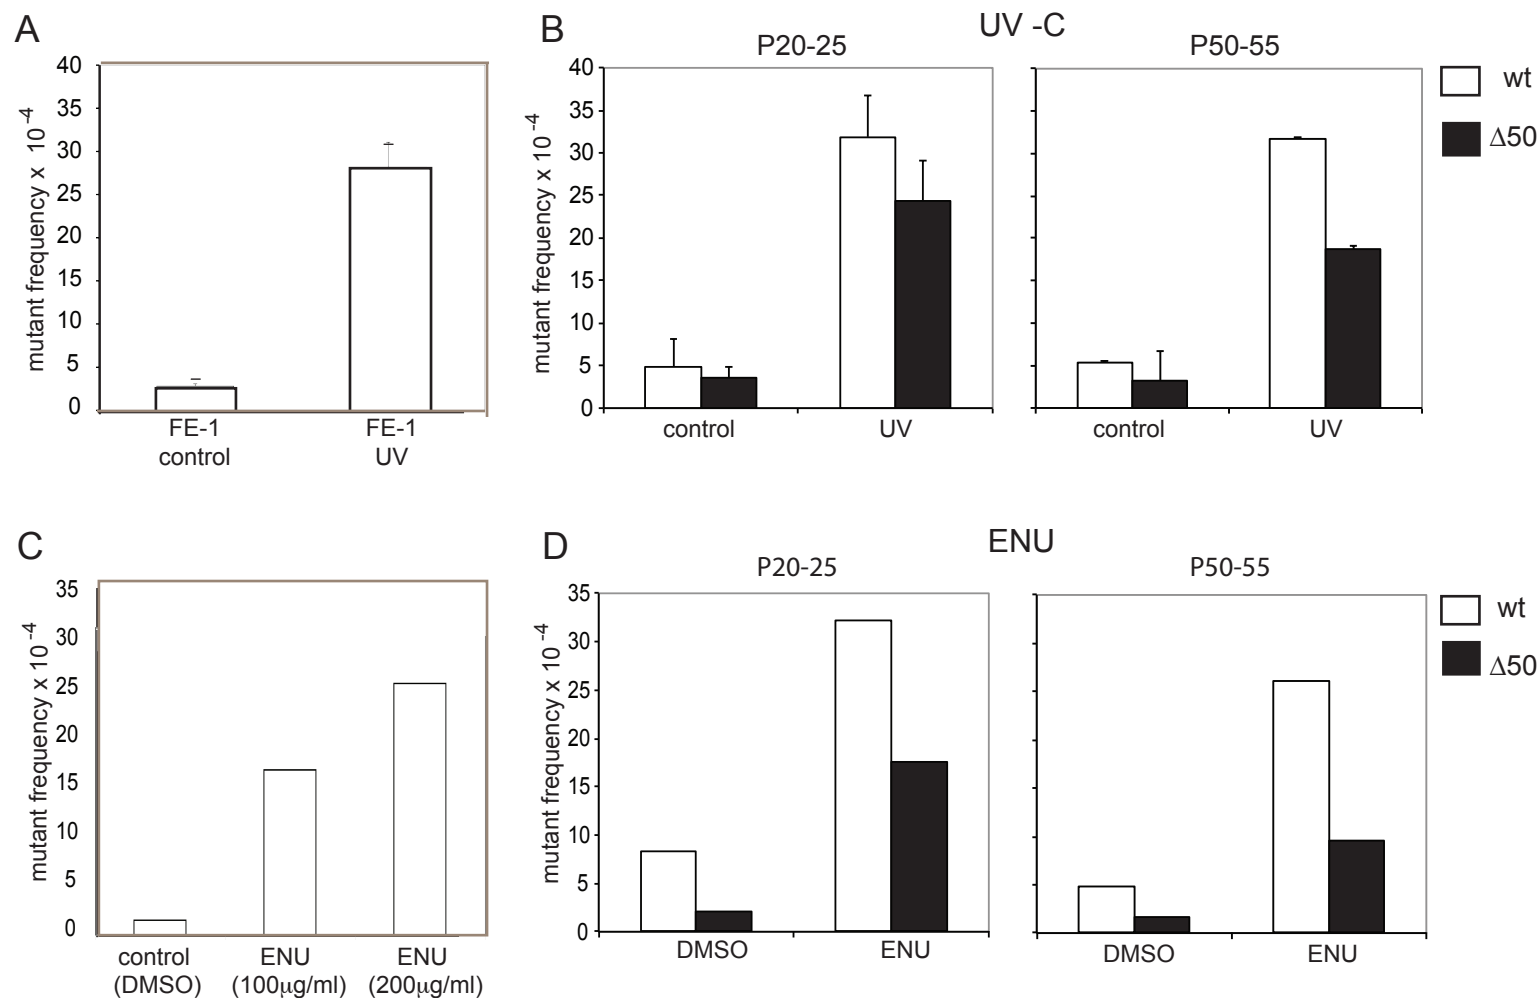 A
mutant frequency x 10-4
40
35
30
25
20
15
10
5
0
FE-1
control
FE-1
UV
B
UV -C
P20-25
P50-55
mutant frequency x 10-4
40
35
30
25
20
15
10
5
0
control
UV
control
UV
wt
Δ50
C
mutant frequency x 10-4
35
30
25
20
15
10
5
0
control
(DMSO)
ENU
(100µg/ml)
ENU
(200µg/ml)
D
ENU
P20-25
P50-55
mutant frequency x 10-4
35
30
25
20
15
10
5
0
DMSO
ENU
DMSO
ENU
wt
Δ50